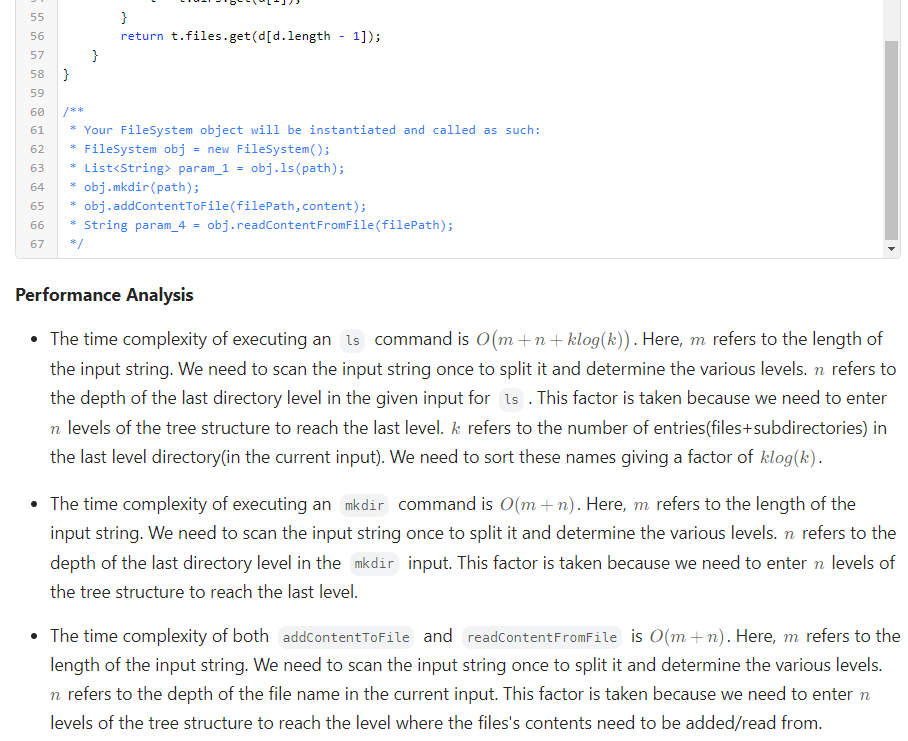 55 }
56 return t.files.get(d[d.length - 1]);
57 }
58 }
59
60 /**
61 * Your FileSystem object will be instantiated and called as such:
62 * FileSystem obj = new FileSystem();
63 * List<String> param_1 = obj.ls(path);
64 * obj.mkdir(path);
65 * obj.addContentToFile(filePath,content);
66 * String param_4 = obj.readContentFromFile(filePath);
67 */
Performance Analysis
• The time complexity of executing an ls command is O(m + n + klog(k)). Here, m refers to the length of
the input string. We need to scan the input string once to split it and determine the various levels. n refers to
the depth of the last directory level in the given input for ls . This factor is taken because we need to enter
n levels of the tree structure to reach the last level. k refers to the number of entries(files+subdirectories) in
the last level directory(in the current input). We need to sort these names giving a factor of klog(k).
• The time complexity of executing an mkdir command is O(m + n). Here, m refers to the length of the
input string. We need to scan the input string once to split it and determine the various levels. n refers to the
depth of the last directory level in the mkdir input. This factor is taken because we need to enter n levels of
the tree structure to reach the last level.
• The time complexity of both addContentToFile and readContentFromFile is O(m + n). Here, m refers to the
length of the input string. We need to scan the input string once to split it and determine the various levels.
n refers to the depth of the file name in the current input. This factor is taken because we need to enter n
levels of the tree structure to reach the level where the files's contents need to be added/read from.